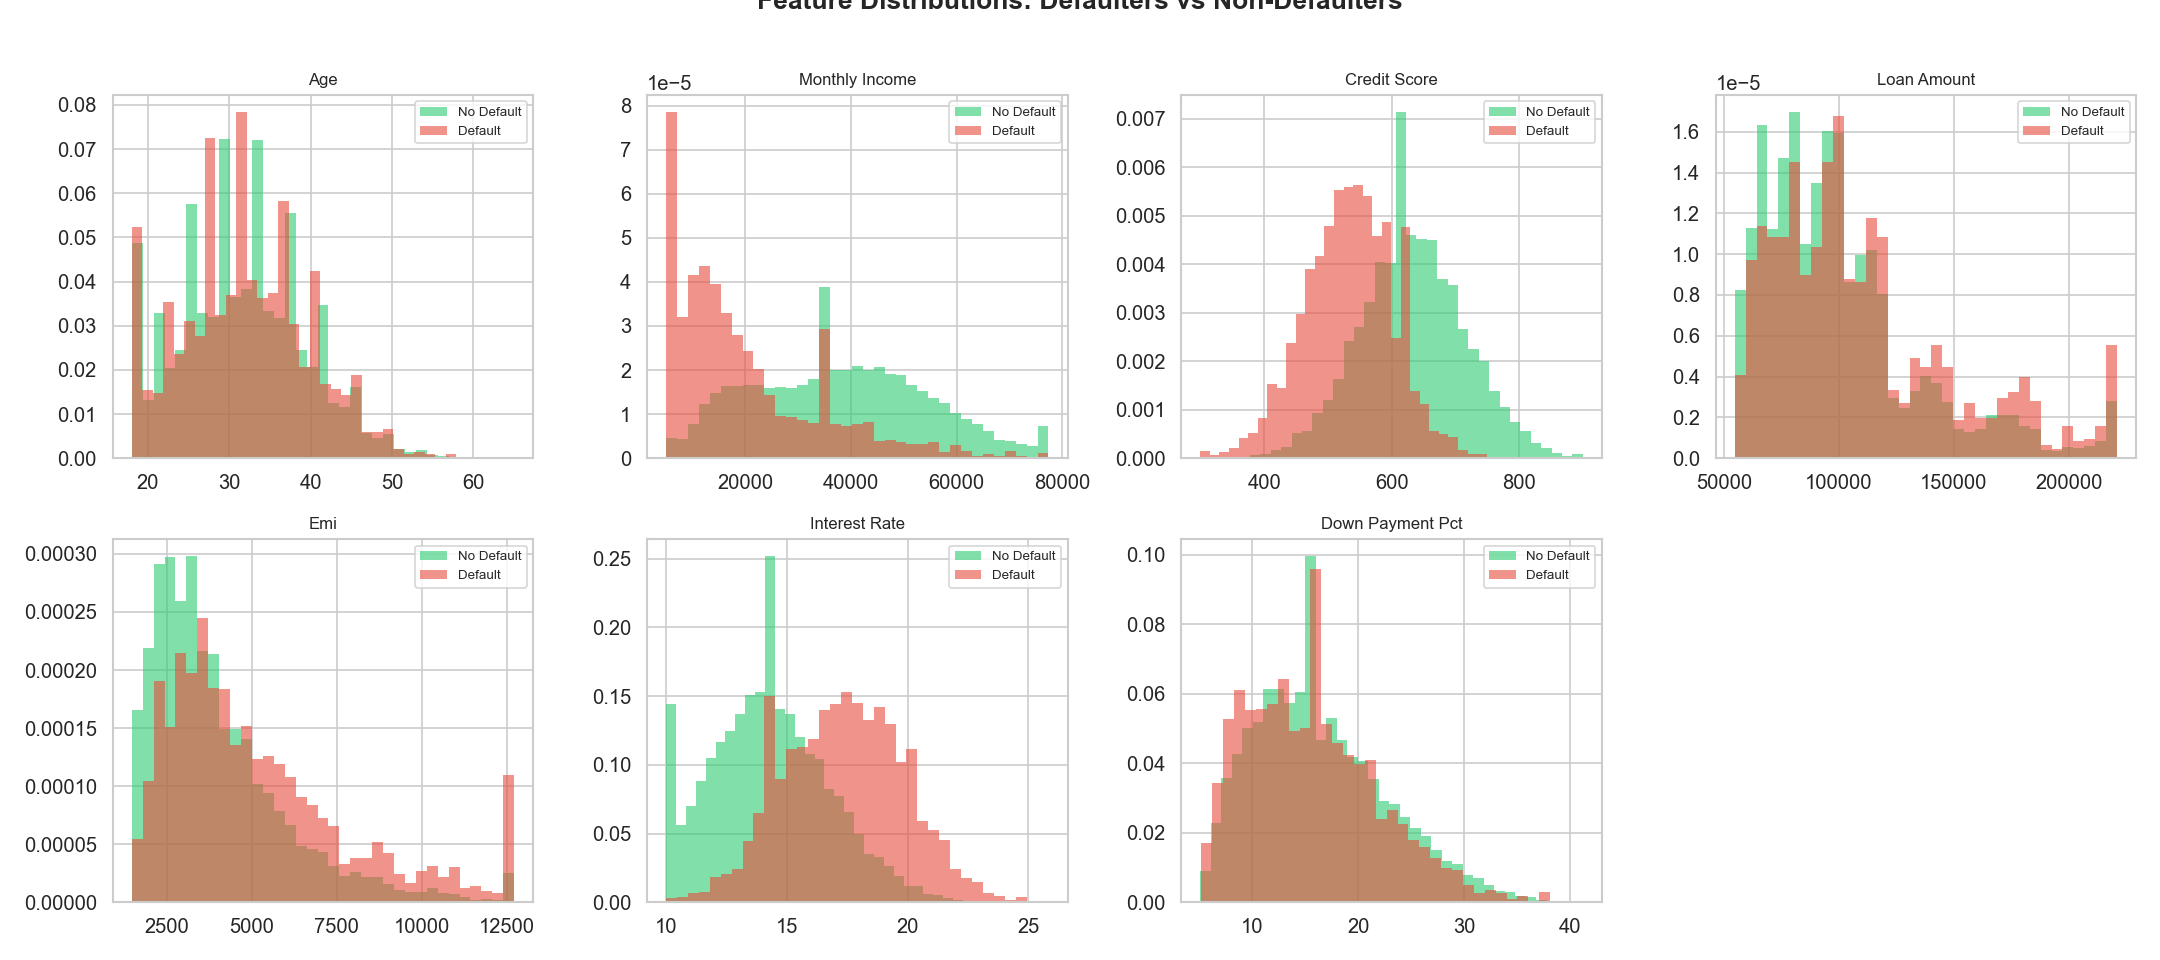 Feature Distributions: Defaulters vs Non-Defaulters
Age
0.08
0.07
0.06
0.05
0.04
0.03
0.02
0.01
0.00
20 30 40 50 60
No Default
Default
Monthly Income
1e−5
8
7
6
5
4
3
2
1
0
20000 40000 60000 80000
No Default
Default
Credit Score
0.007
0.006
0.005
0.004
0.003
0.002
0.001
0.000
400 600 800
No Default
Default
Loan Amount
1e−5
1.6
1.4
1.2
1.0
0.8
0.6
0.4
0.2
0.0
50000 100000 150000 200000
No Default
Default
Emi
0.00030
0.00025
0.00020
0.00015
0.00010
0.00005
0.00000
2500 5000 7500 10000 12500
No Default
Default
Interest Rate
0.25
0.20
0.15
0.10
0.05
0.00
10 15 20 25
No Default
Default
Down Payment Pct
0.10
0.08
0.06
0.04
0.02
0.00
10 20 30 40
No Default
Default